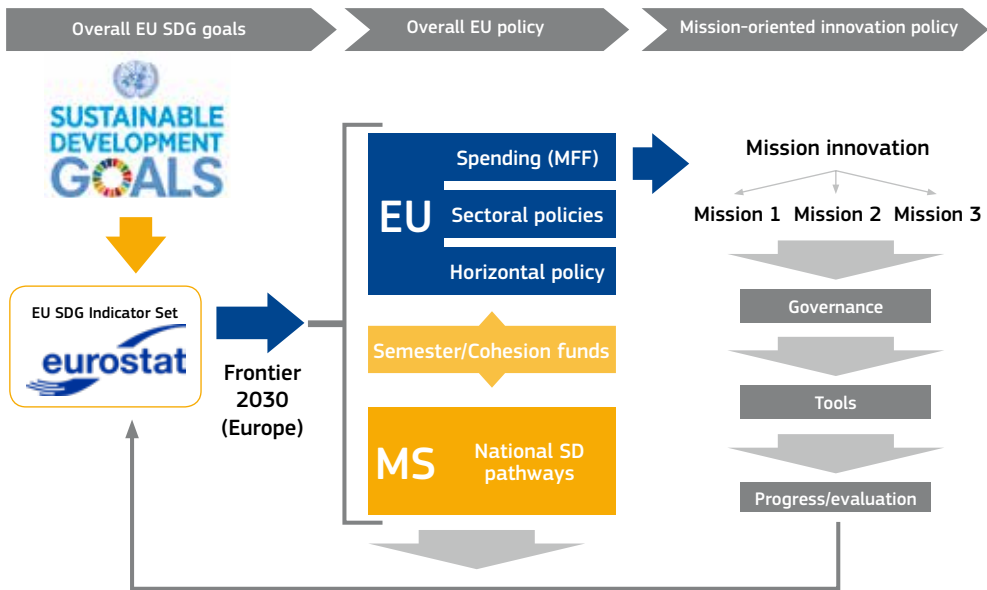 Overall EU SDG goals
Overall EU policy
Mission-oriented innovation policy
SUSTAINABLE
DEVELOPMENT
GOALS
EU SDG Indicator Set
eurostat
Frontier
2030
(Europe)
EU
Spending (MFF)
Sectoral policies
Horizontal policy
Semester/Cohesion funds
MS
National SD
pathways
Mission innovation
Mission 1 Mission 2 Mission 3
Governance
Tools
Progress/evaluation